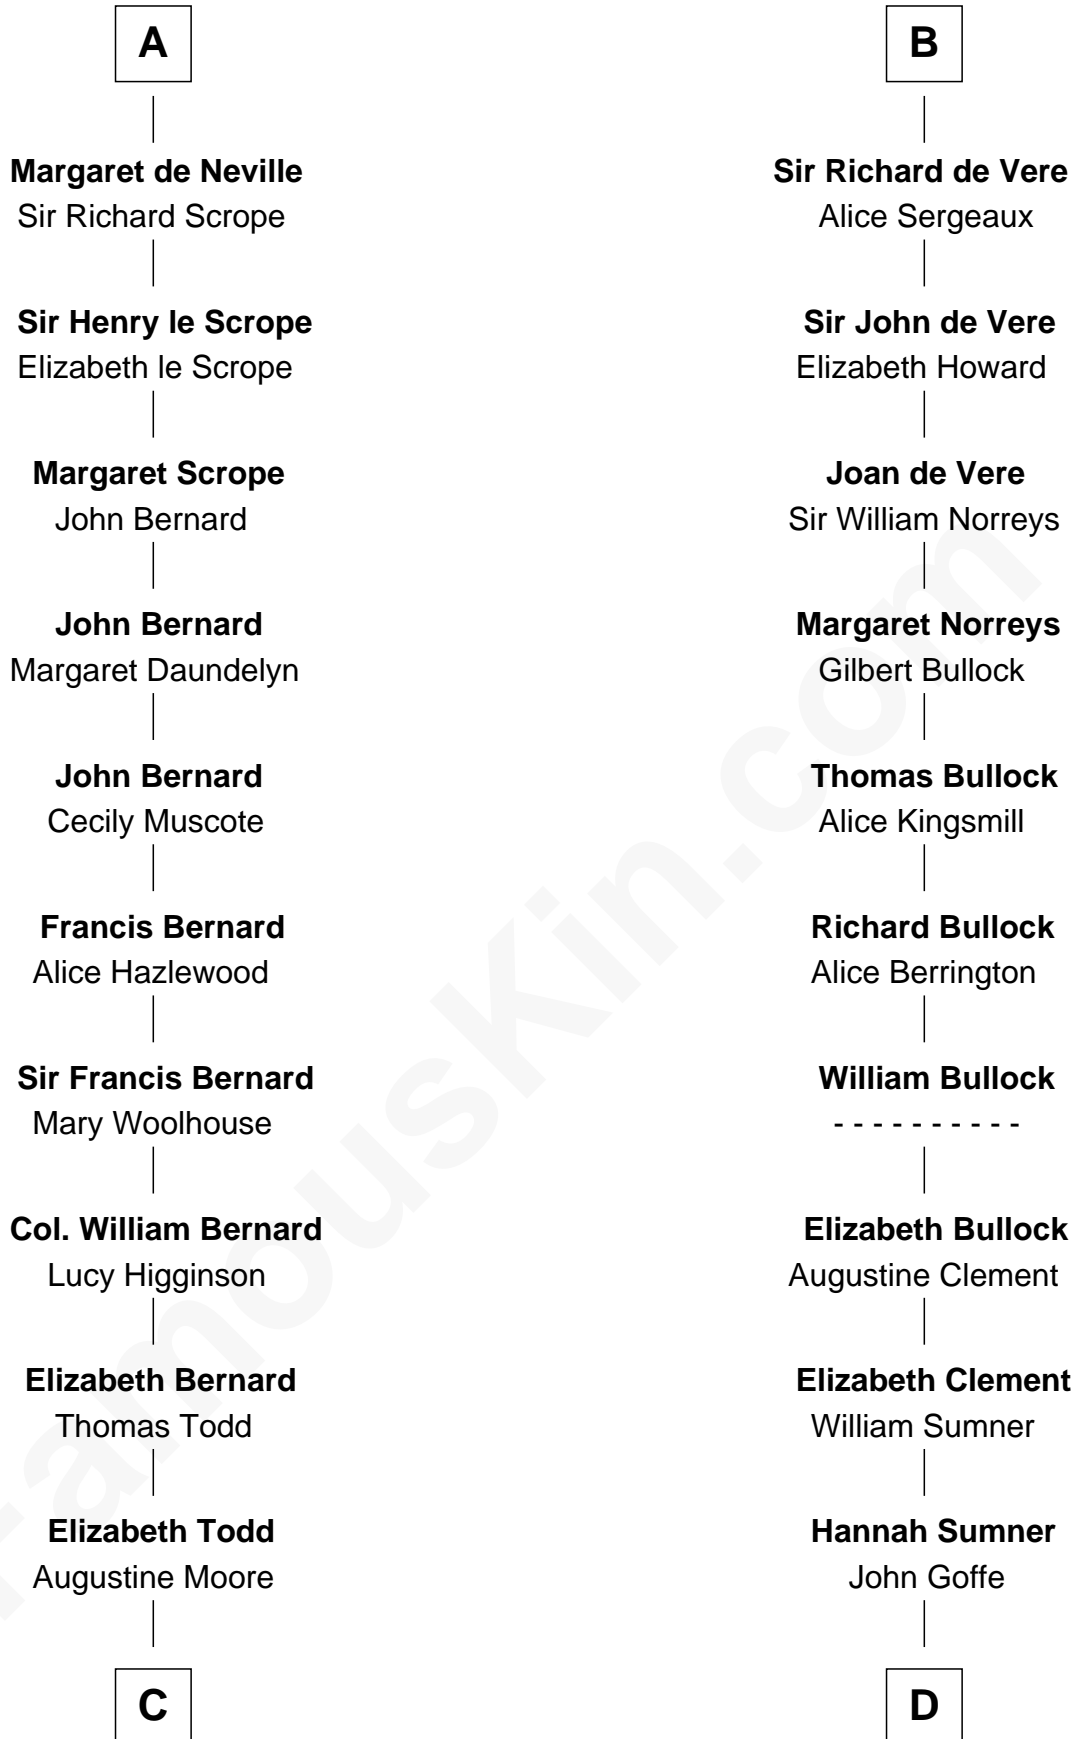 A
Margaret de Neville
Sir Richard Scrope
Sir Henry le Scrope
Elizabeth le Scrope
Margaret Scrope
John Bernard
John Bernard
Margaret Daundelyn
John Bernard
Cecily Muscote
Francis Bernard
Alice Hazlewood
Sir Francis Bernard
Mary Woolhouse
Col. William Bernard
Lucy Higginson
Elizabeth Bernard
Thomas Todd
Elizabeth Todd
Augustine Moore
C
B
Sir Richard de Vere
Alice Sergeaux
Sir John de Vere
Elizabeth Howard
Joan de Vere
Sir William Norreys
Margaret Norreys
Gilbert Bullock
Thomas Bullock
Alice Kingsmill
Richard Bullock
Alice Berrington
William Bullock
- - - - - - - - - -
Elizabeth Bullock
Augustine Clement
Elizabeth Clement
William Sumner
Hannah Sumner
John Goffe
D
FamousKin.com